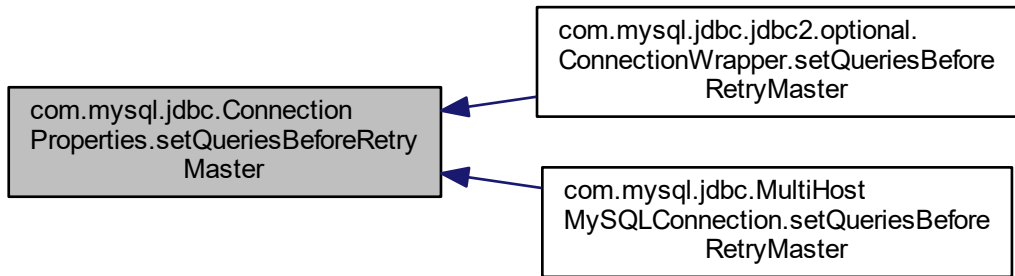 com.mysql.jdbc.Connection
Properties.setQueriesBeforeRetry
Master
com.mysql.jdbc.jdbc2.optional.
ConnectionWrapper.setQueriesBefore
RetryMaster
com.mysql.jdbc.MultiHost
MySQLConnection.setQueriesBefore
RetryMaster